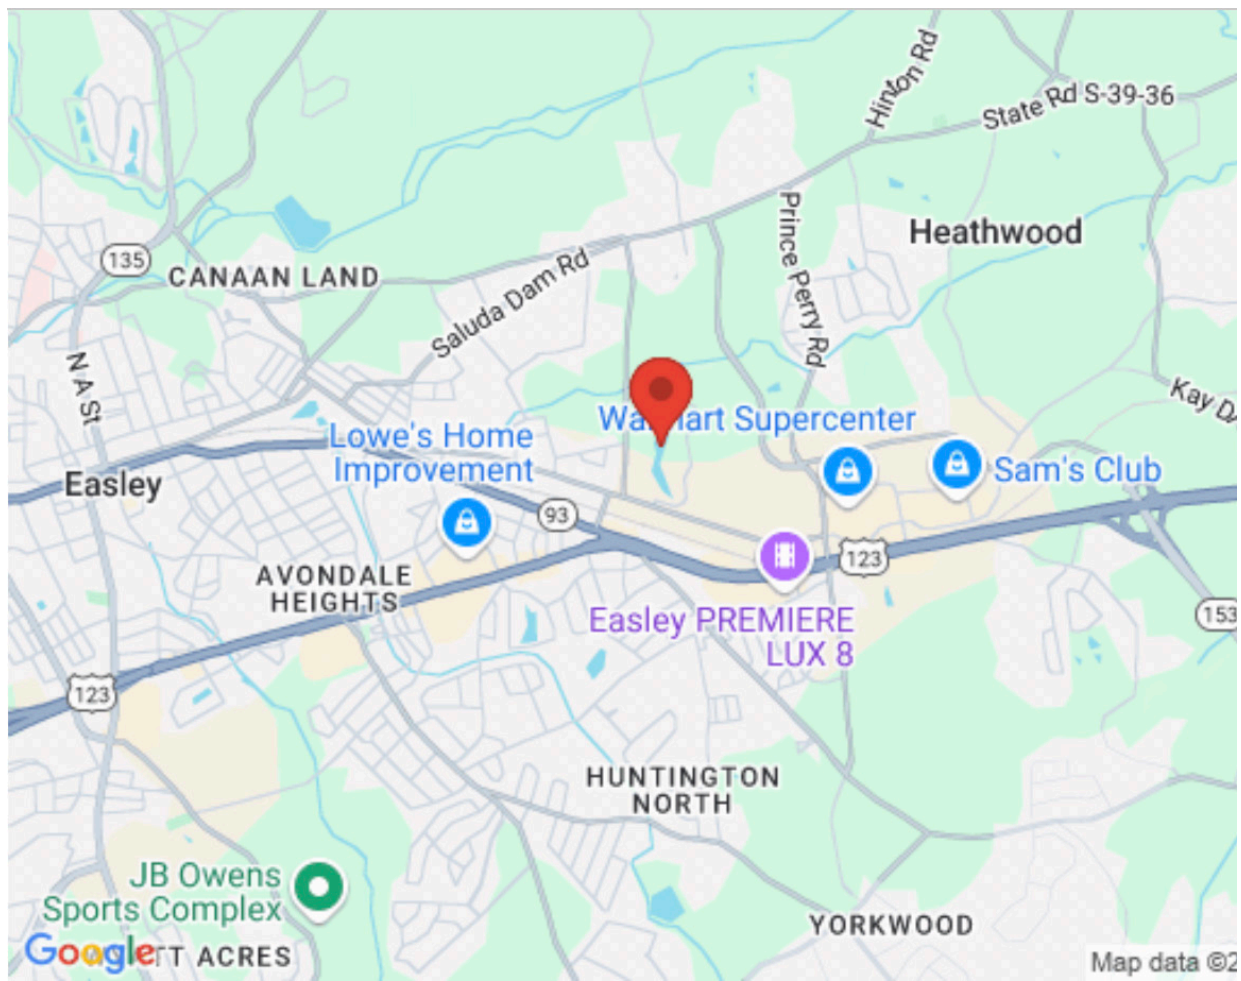 Hinton Rd
State Rd S-39-36
Prince Perry Rd
Heathwood
135
CANAAN LAND
Saluda Dam Rd
N A St
Kay D
Walmart Supercenter
Lowe's Home
Improvement
Sam's Club
Easley
93
123
AVONDALE
HEIGHTS
153
Easley PREMIERE
LUX 8
123
HUNTINGTON
NORTH
JB Owens
Sports Complex
YORKWOOD
Google
TT ACRES
Map data ©2